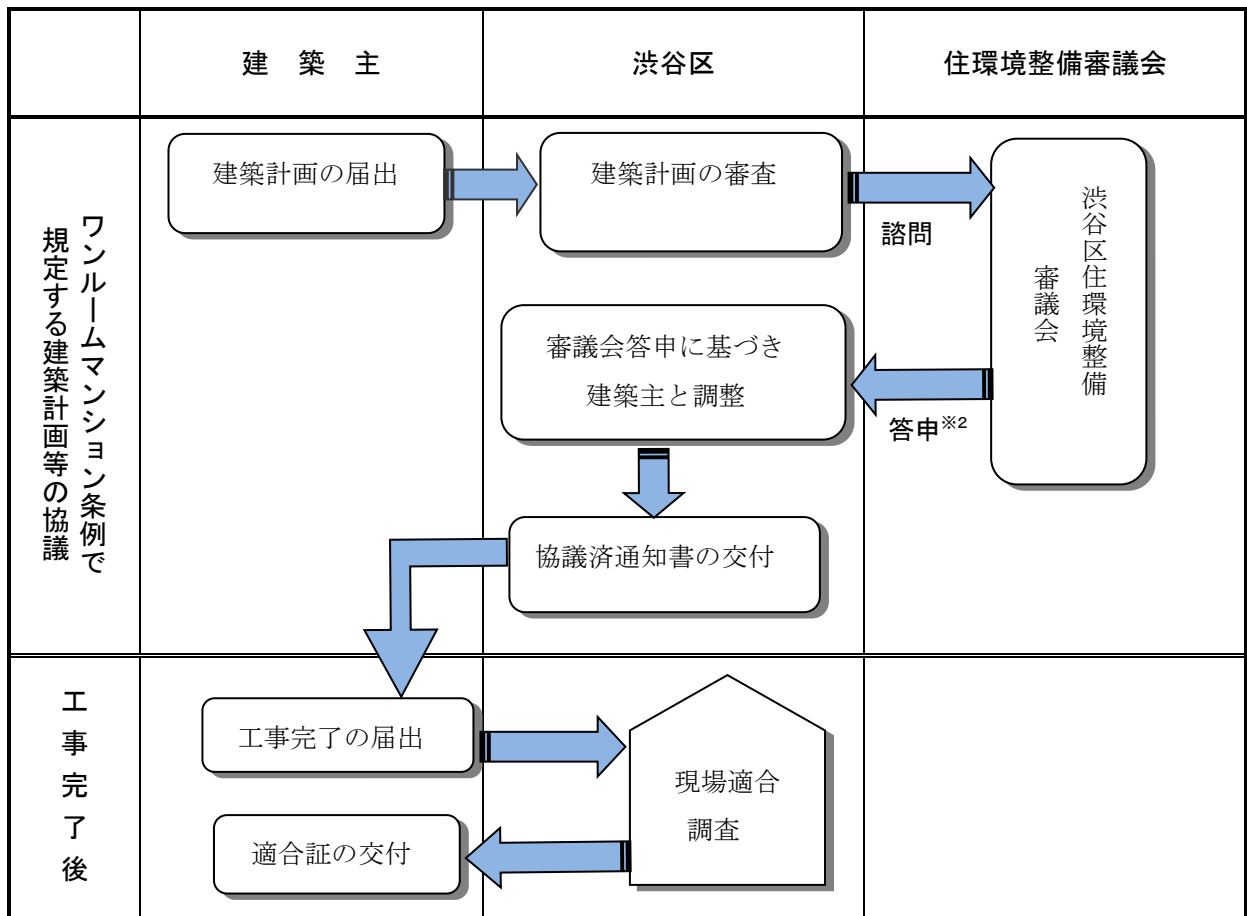 建　築　主
渋谷区
住環境整備審議会
ワンルームマンション条例で
規定する建築計画等の協議
建築計画の届出
建築計画の審査
諮問
渋谷区住環境整備
審議会
答申※2
審議会答申に基づき
建築主と調整
協議済通知書の交付
工事完了後
工事完了の届出
現場適合
調査
適合証の交付